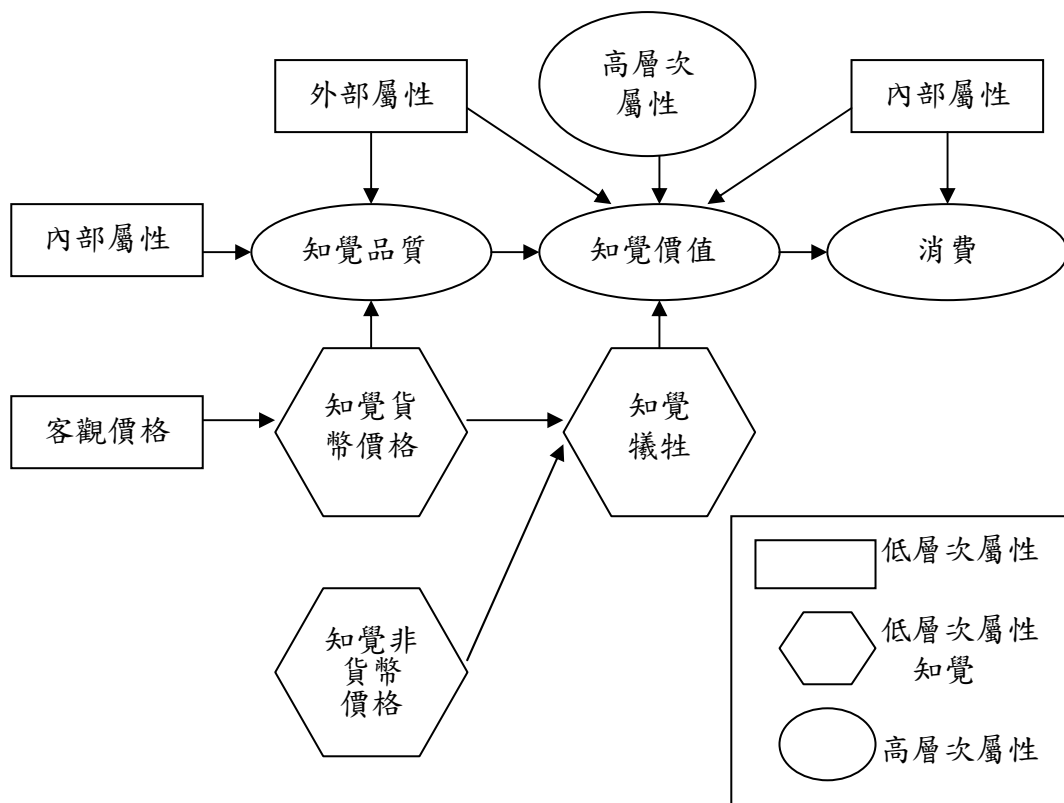 外部屬性
高層次
屬性
內部屬性
內部屬性
知覺品質
知覺價值
消費
客觀價格
知覺貨
幣價格
知覺
犧牲
知覺非
貨幣
價格
低層次屬性
低層次屬性
知覺
高層次屬性